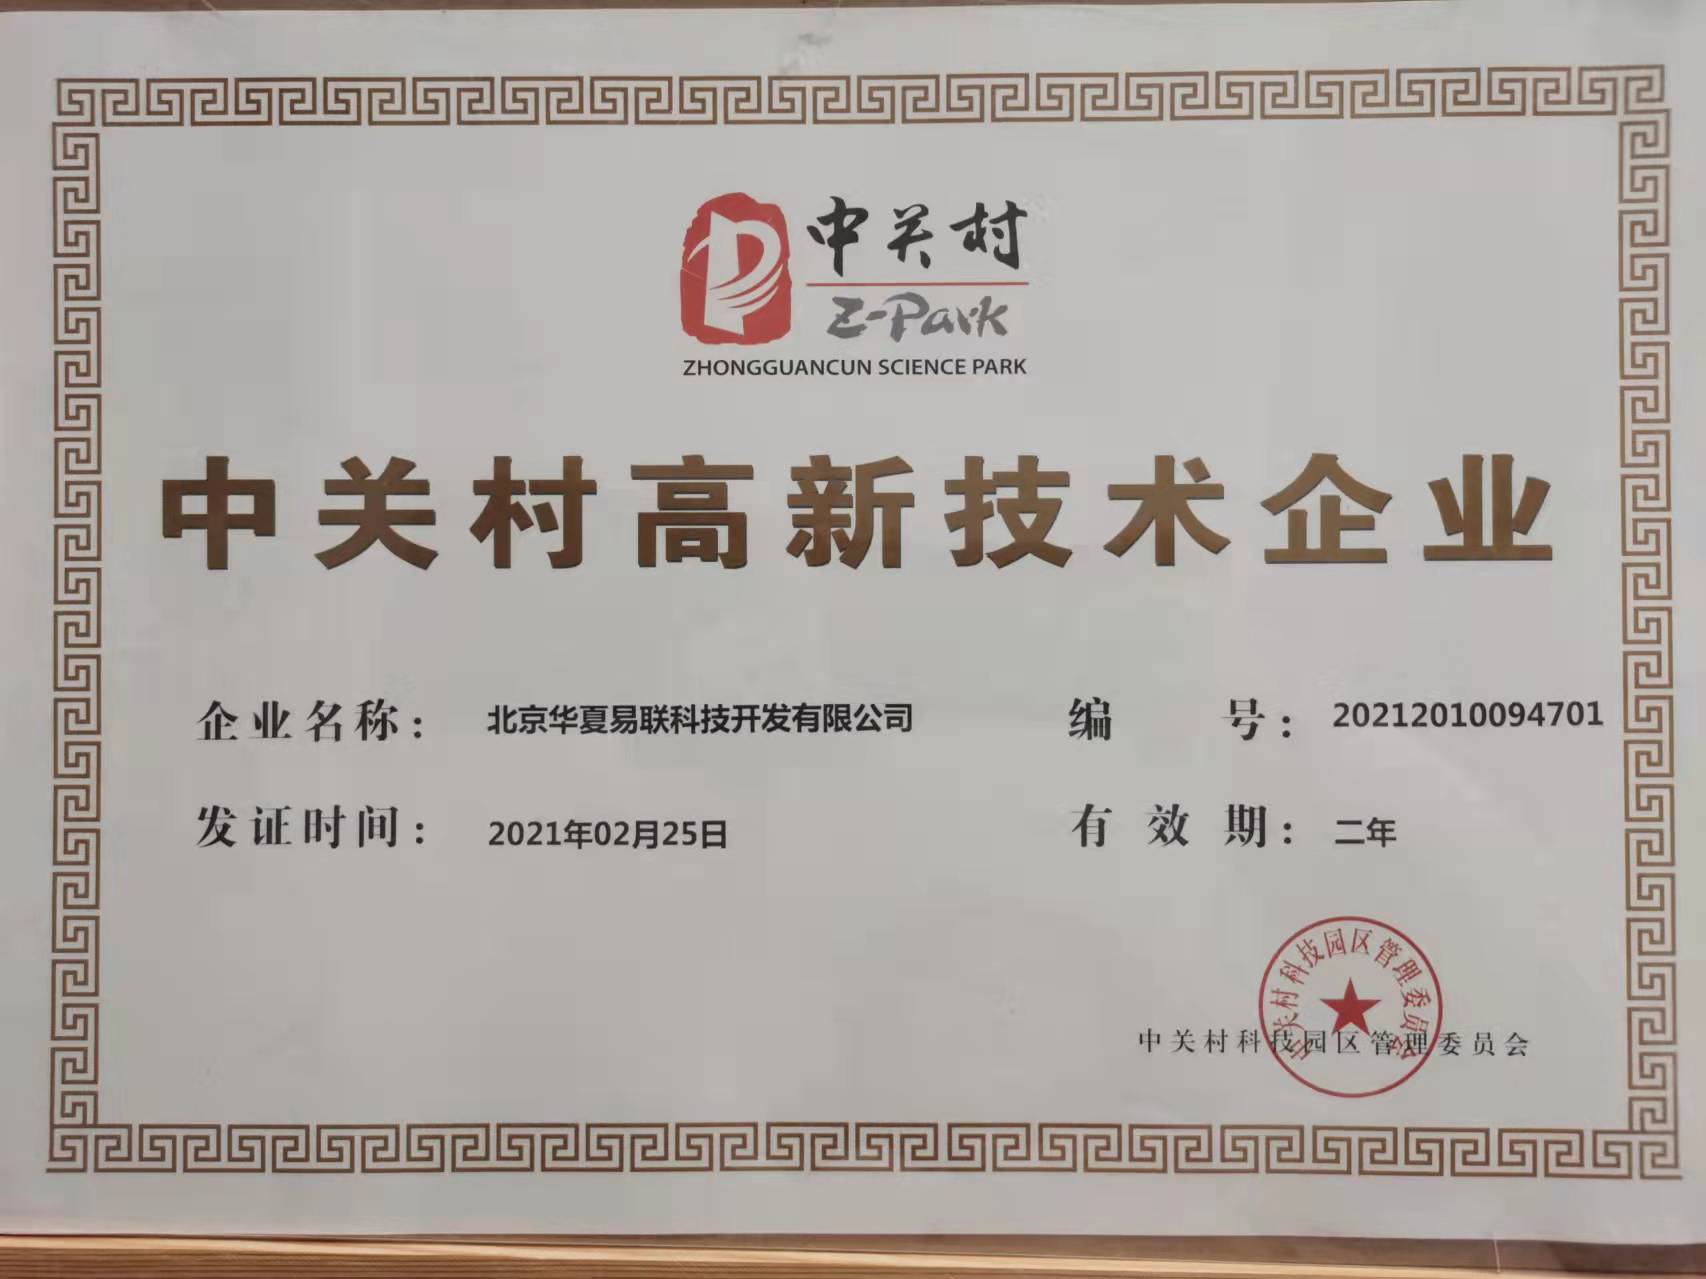 中关村
Z-Park
ZHONGGUANCUN SCIENCE PARK
中关村高新技术企业
企业名称： 北京华夏易联科技开发有限公司 编号：20212010094701
发证时间： 2021年02月25日 有效期：二年
中关村科技园区管理委员会
中关村科技园区管理委员会